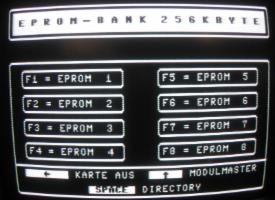 EPROM-BANK 256KBYTE
F1 = EPROM 1
F2 = EPROM 2
F3 = EPROM 3
F4 = EPROM 4
F5 = EPROM 5
F6 = EPROM 6
F7 = EPROM 7
F8 = EPROM 8
← KARTE AUS ↑ MODULMASTER
SPACE DIRECTORY